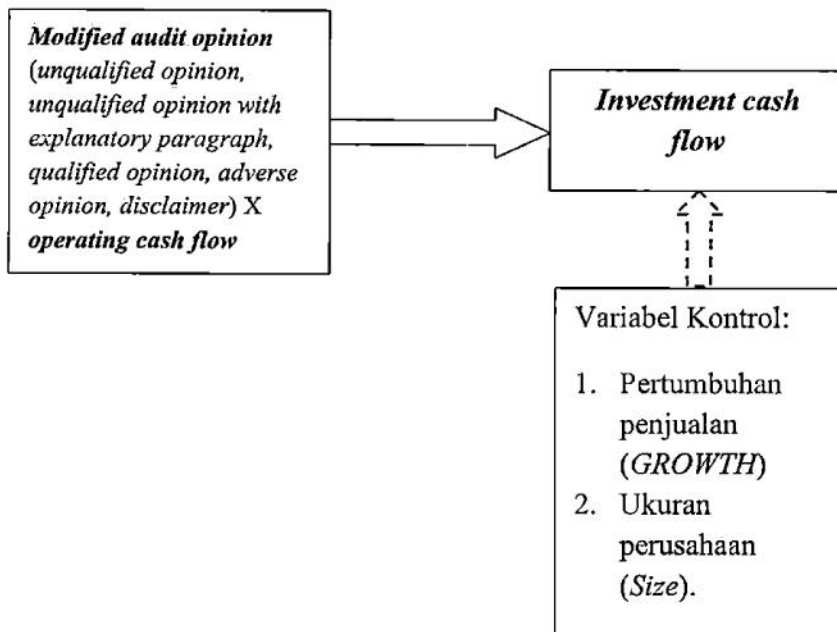 Modified audit opinion
(unqualified opinion,
unqualified opinion with
explanatory paragraph,
qualified opinion, adverse
opinion, disclaimer) X
operating cash flow
Investment cash
flow
Variabel Kontrol:
1. Pertumbuhan
penjualan
(GROWTH)
2. Ukuran
perusahaan
(Size).